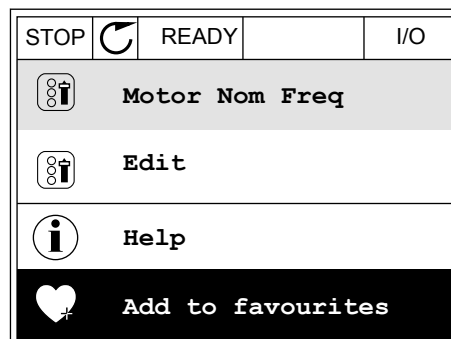 STOP READY I/O
Motor Nom Freq
Edit
Help
Add to favourites